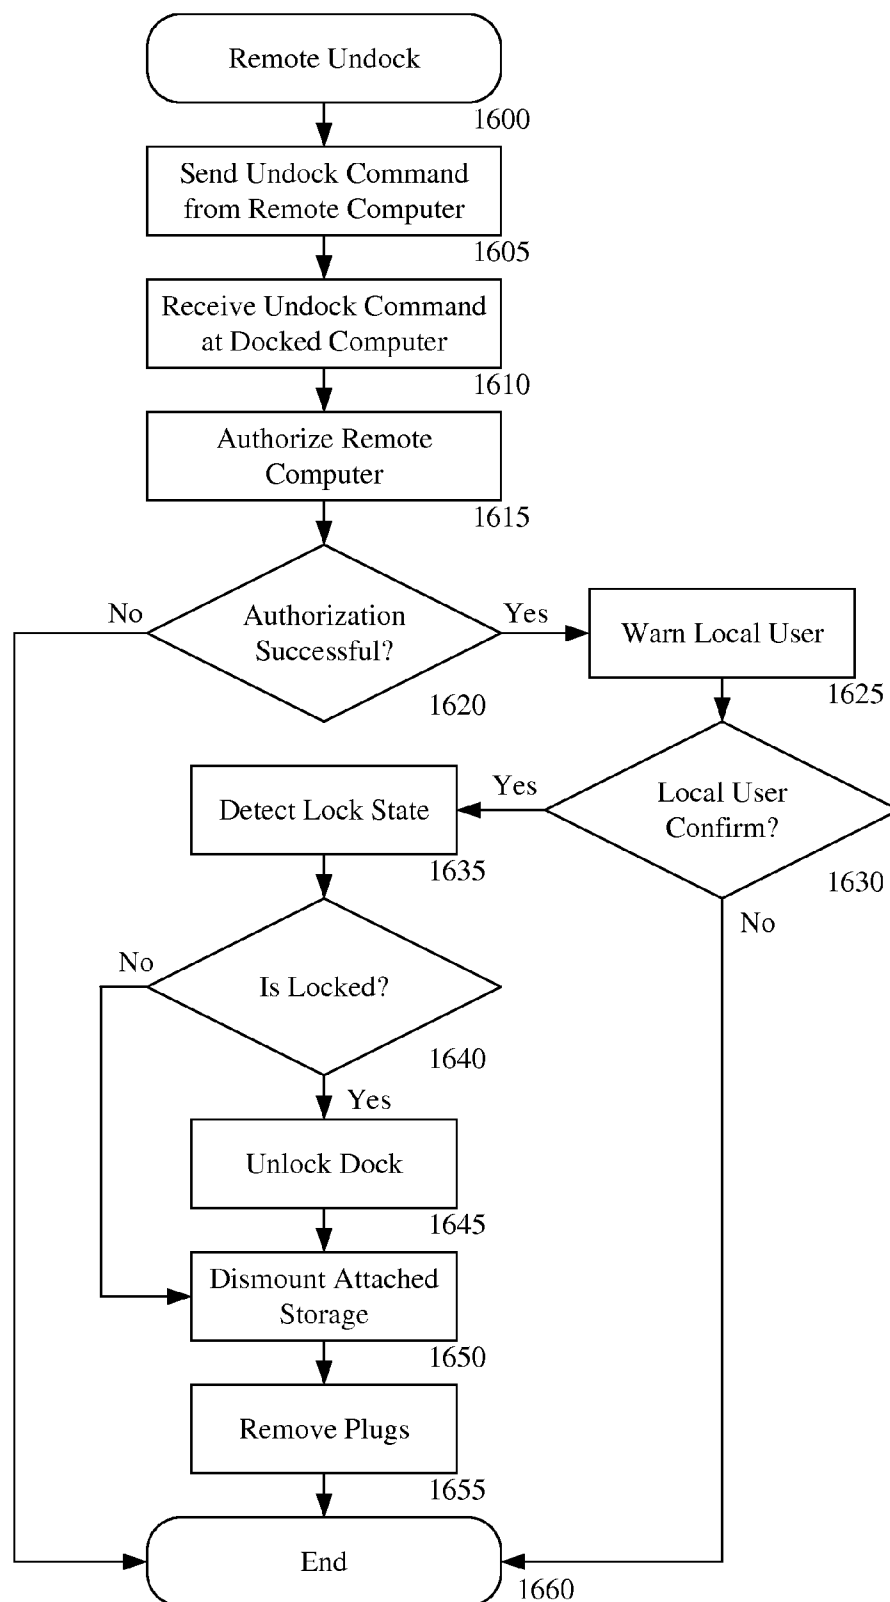 Remote Undock
1600
Send Undock Command
from Remote Computer
1605
Receive Undock Command
at Docked Computer
1610
Authorize Remote
Computer
1615
No
Authorization
Successful?
Yes
1620
Warn Local User
1625
Local User
Confirm?
1630
Yes
No
Detect Lock State
1635
Is Locked?
1640
No
Yes
Unlock Dock
1645
Dismount Attached
Storage
1650
Remove Plugs
1655
End
1660